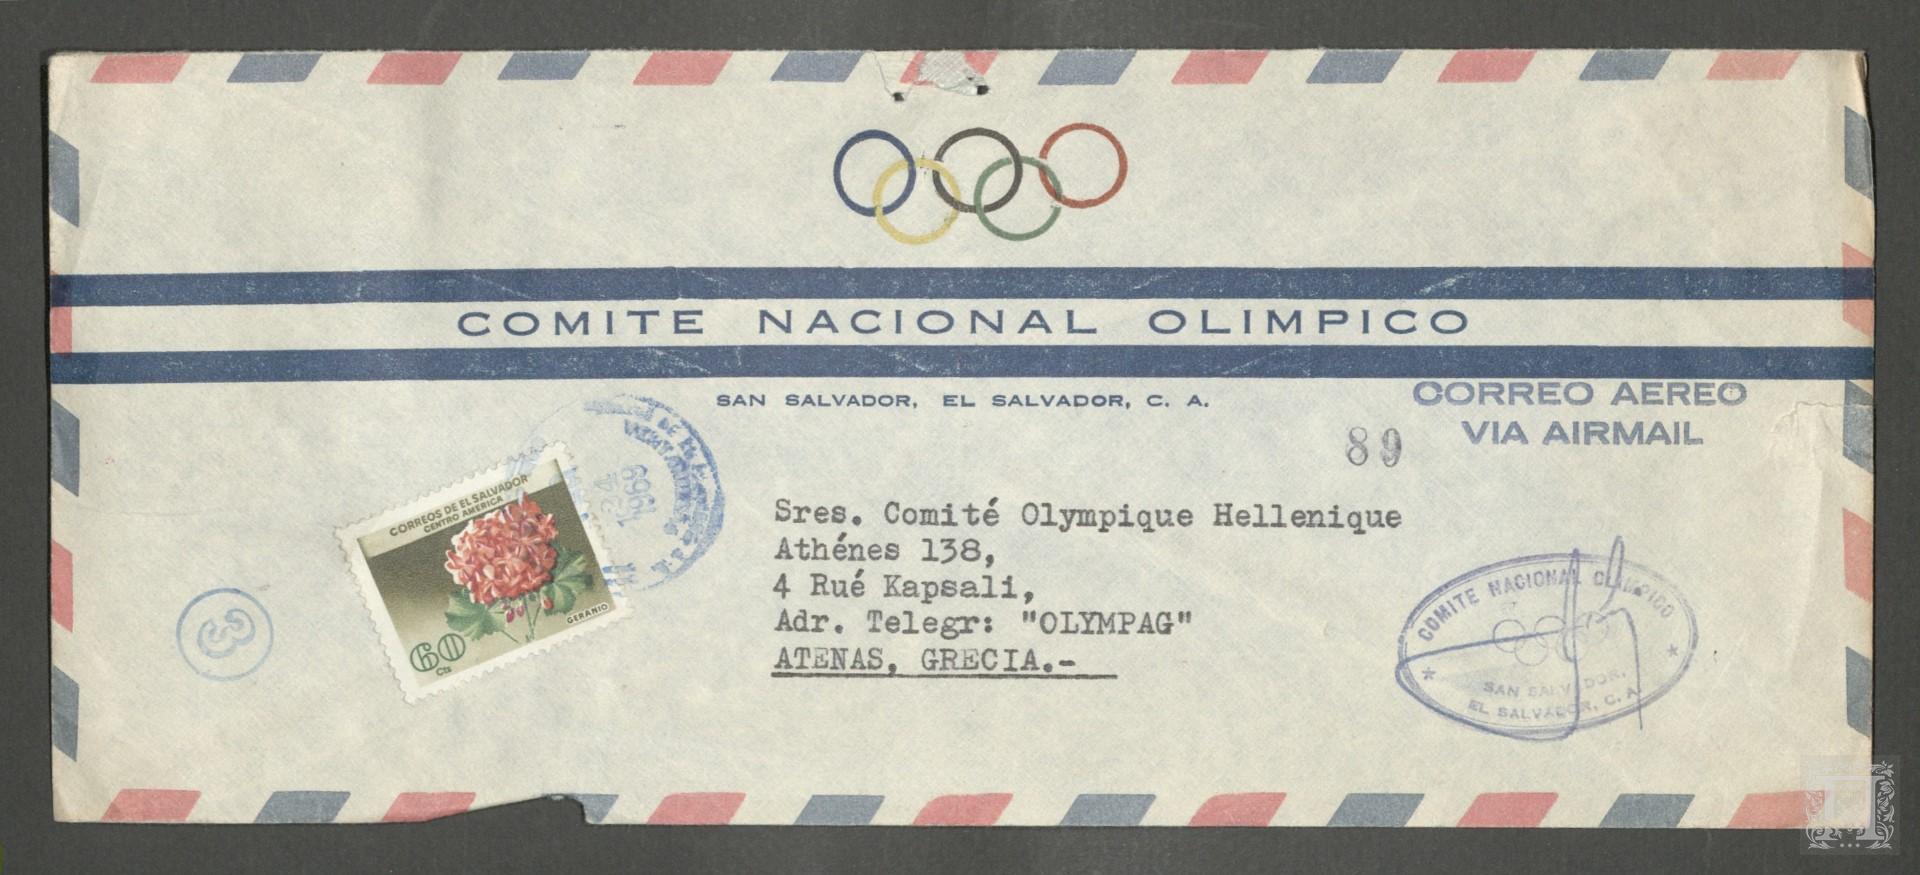 COMITE NACIONAL OLIMPICO
SAN SALVADOR, EL SALVADOR, C. A.
CORREO AEREO
VIA AIRMAIL
89
1969
24
CORREOS DE EL SALVADOR
CENTRO AMERICA
GERANIO
60
Cts
3
Sres. Comité Olympique Hellenique
Athénes 138,
4 Rué Kapsali,
Adr. Telegr: "OLYMPAG"
ATENAS, GRECIA.-
COMITE NACIONAL OLIMPICO
SAN SALVADOR,
EL SALVADOR, C. A.